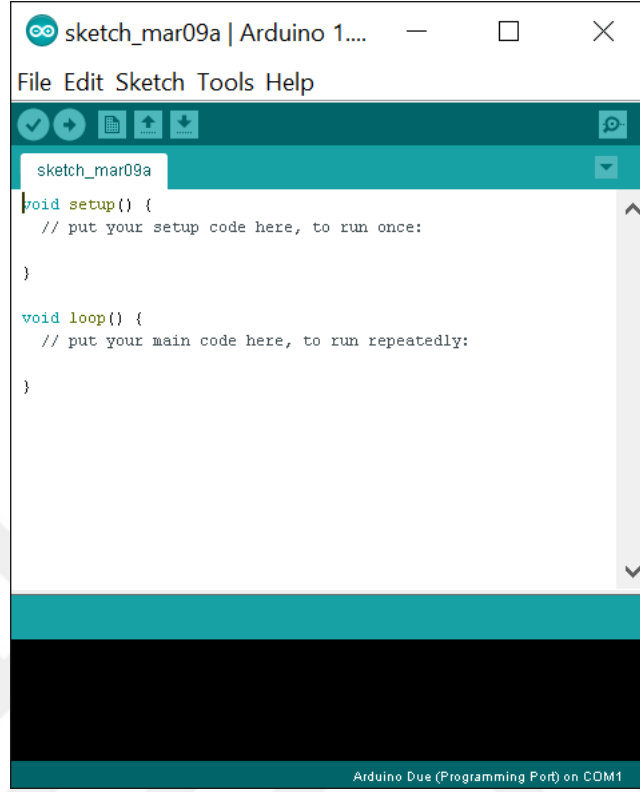 sketch_mar09a | Arduino 1....
File Edit Sketch Tools Help
sketch_mar09a
void setup() {
  // put your setup code here, to run once:
}
void loop() {
  // put your main code here, to run repeatedly:
}
Arduino Due (Programming Port) on COM1